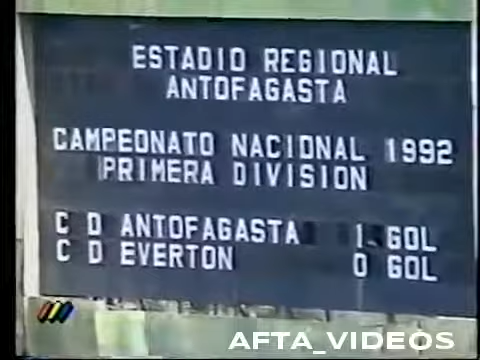 ESTADIO REGIONAL
ANTOFAGASTA
CAMPEONATO NACIONAL 1992
PRIMERA DIVISION
C D ANTOFAGASTA 1 GOL
C D EVERTON 0 GOL
AFTA_VIDEOS